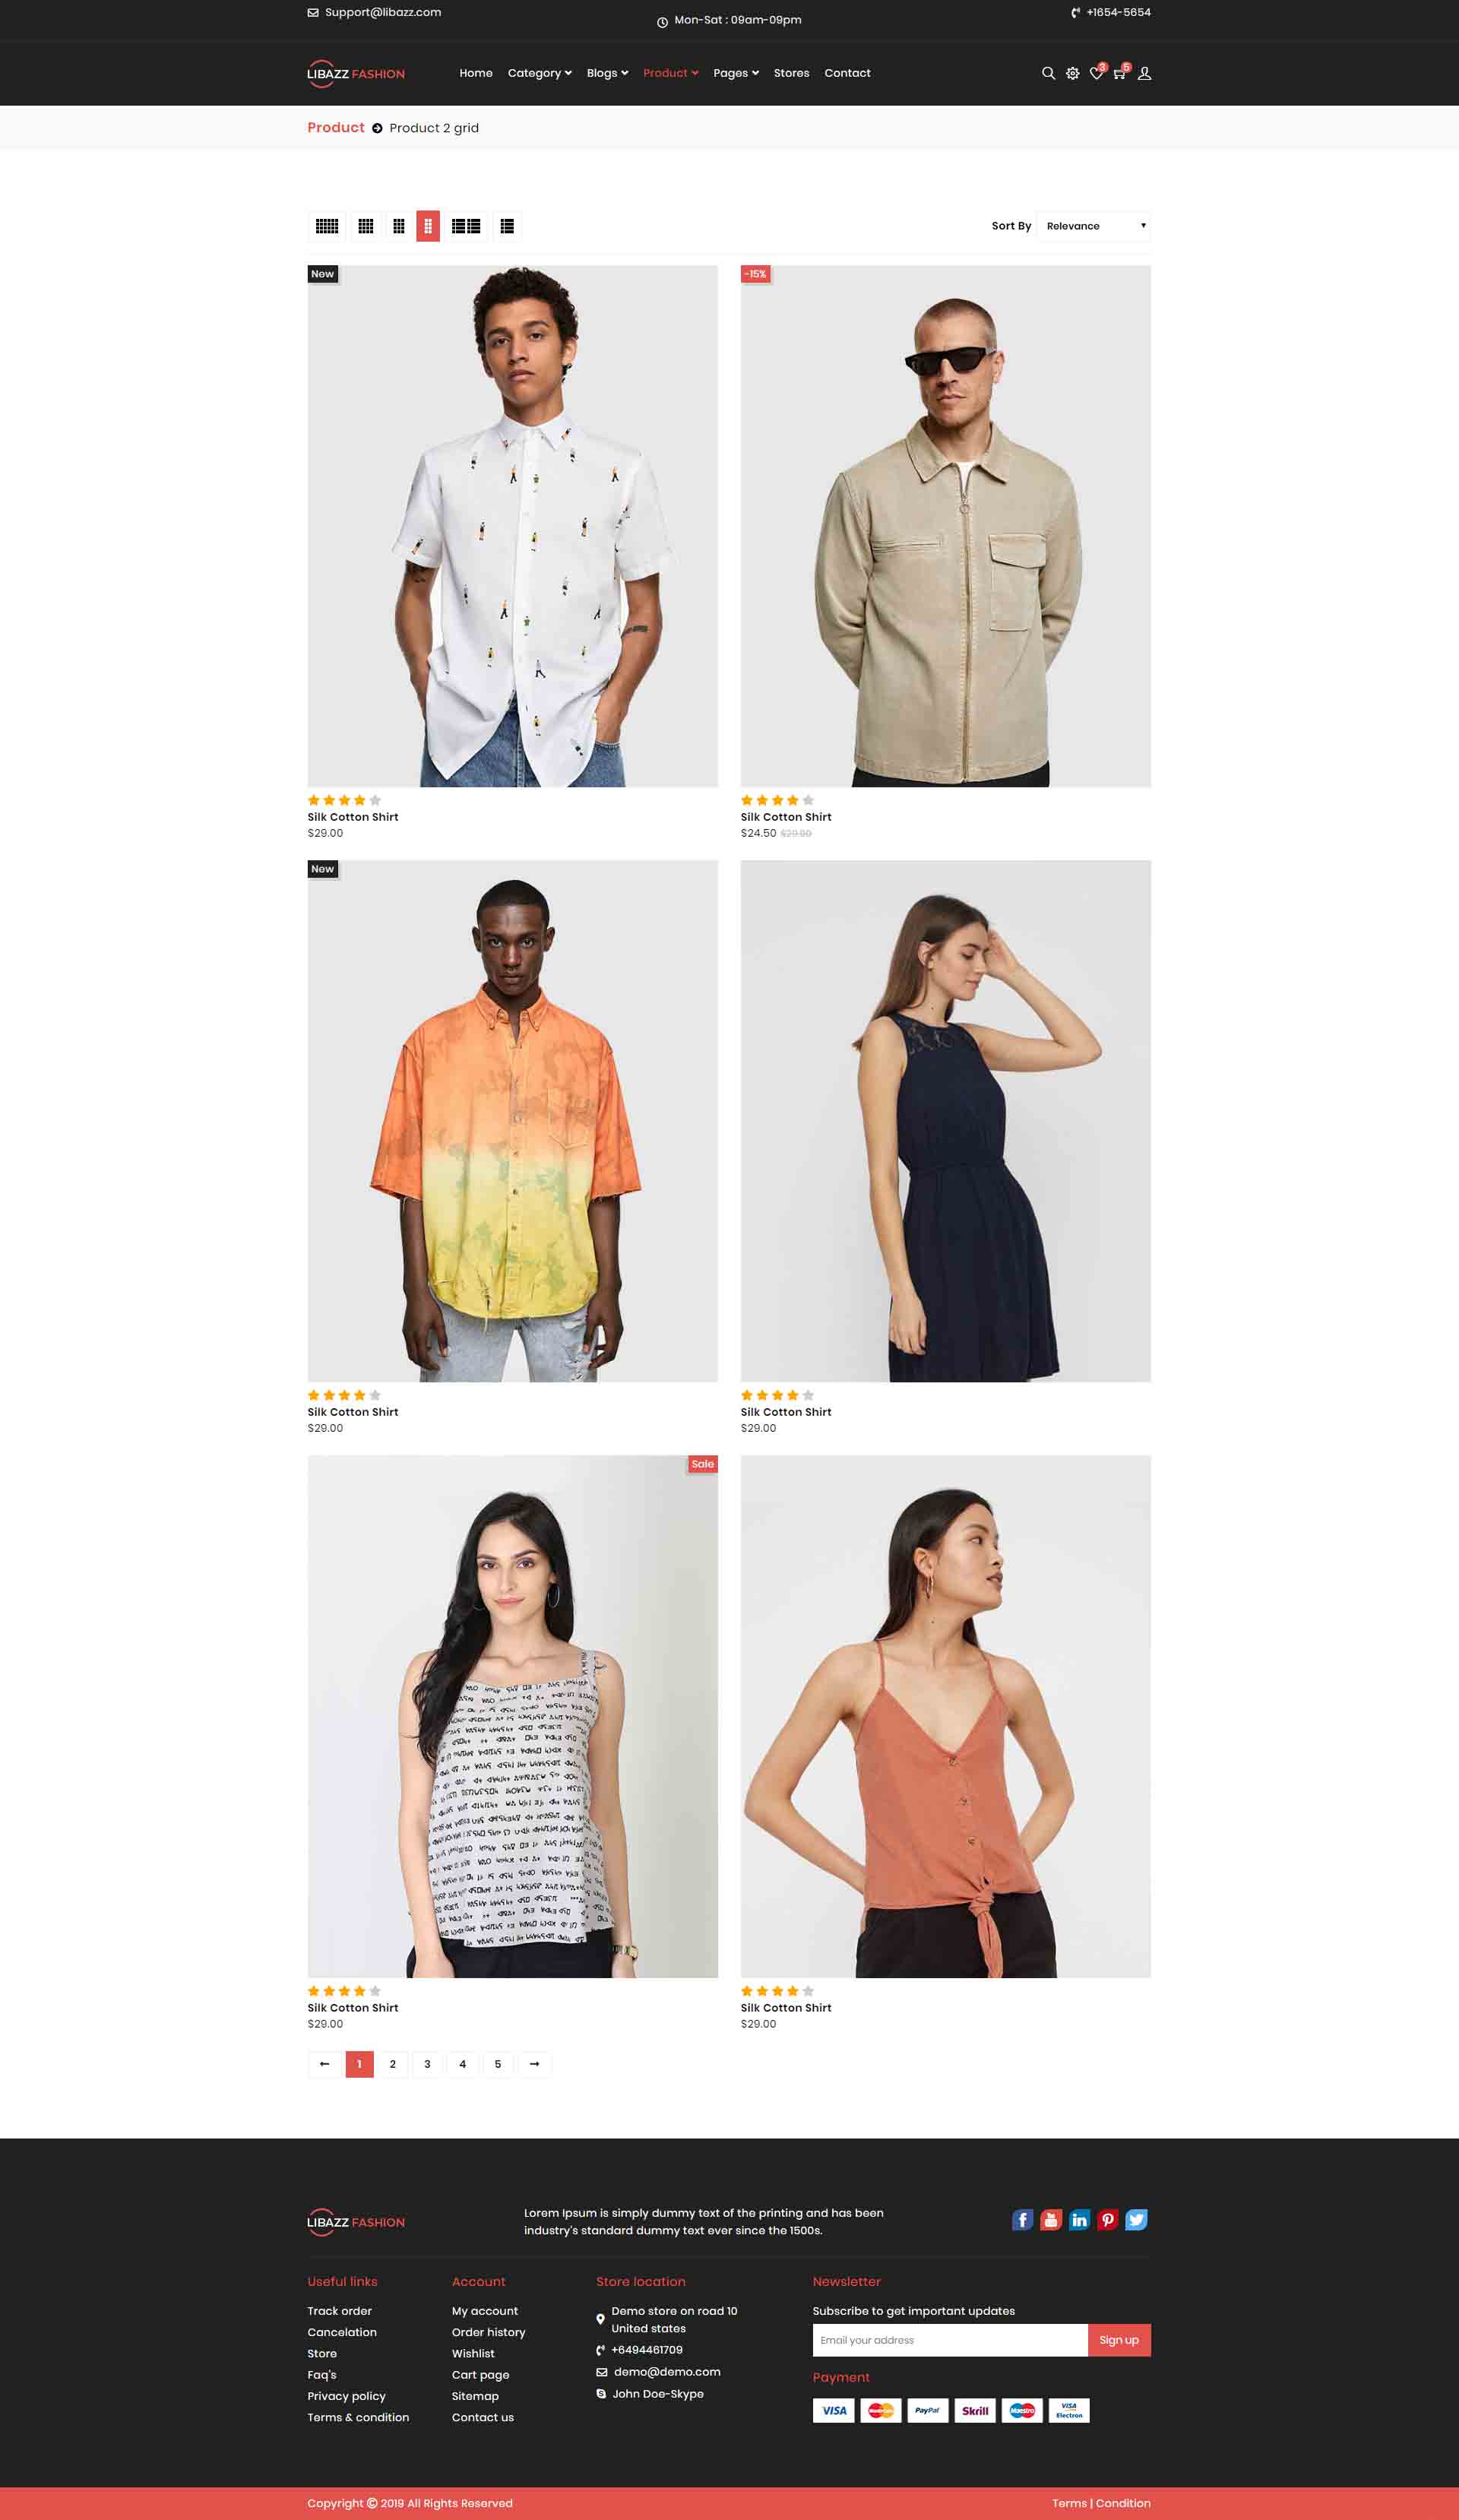 Support@libazz.com
Mon-Sat : 09am-09pm
+1654-5654
LIBAZZ FASHION
Home Category Blogs Product Pages Stores Contact
3
5
Product Product 2 grid
Sort By Relevance
New
-15%
Silk Cotton Shirt
$29.00
Silk Cotton Shirt
$24.50 $29.00
New
Silk Cotton Shirt
$29.00
Silk Cotton Shirt
$29.00
Sale
Silk Cotton Shirt
$29.00
Silk Cotton Shirt
$29.00
← 1 2 3 4 5 →
LIBAZZ FASHION
Lorem Ipsum is simply dummy text of the printing and has been
industry's standard dummy text ever since the 1500s.
Useful links
Track order
Cancelation
Store
Faq's
Privacy policy
Terms & condition
Account
My account
Order history
Wishlist
Cart page
Sitemap
Contact us
Store location
Demo store on road 10
United states
+6494461709
demo@demo.com
John Doe-Skype
Newsletter
Subscribe to get important updates
Email your address
Sign up
Payment
VISA MasterCard PayPal Skrill Maestro VISA
Electron
Copyright © 2019 All Rights Reserved
Terms | Condition